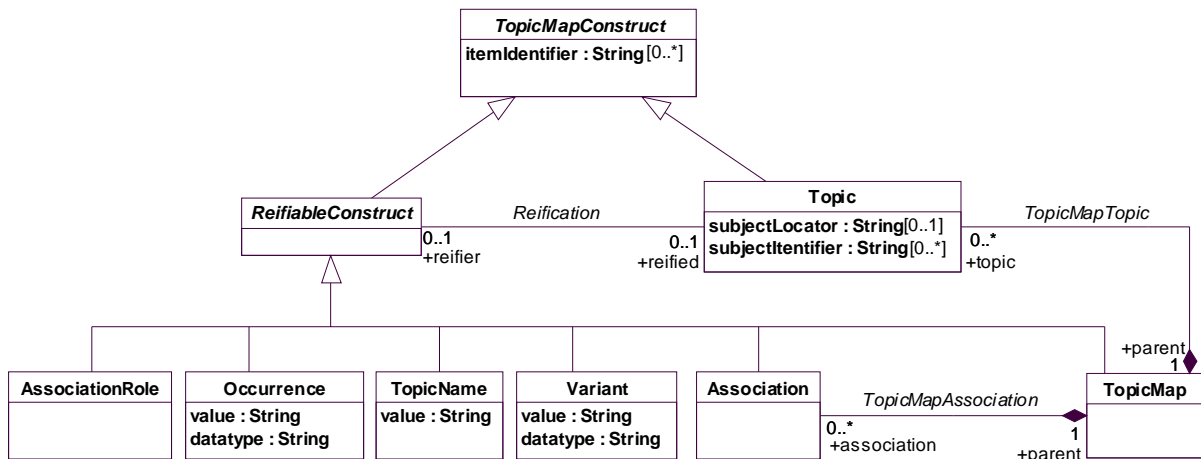 TopicMapConstruct
itemIdentifier : String[0..*]
ReifiableConstruct
Reification
0..1
+reifier
0..1
+reified
Topic
subjectLocator : String[0..1]
subjectItentifier : String[0..*]
TopicMapTopic
0..*
+topic
+parent
1
AssociationRole
Occurrence
value : String
datatype : String
TopicName
value : String
Variant
value : String
datatype : String
Association
TopicMapAssociation
0..*
+association
1
+parent
TopicMap